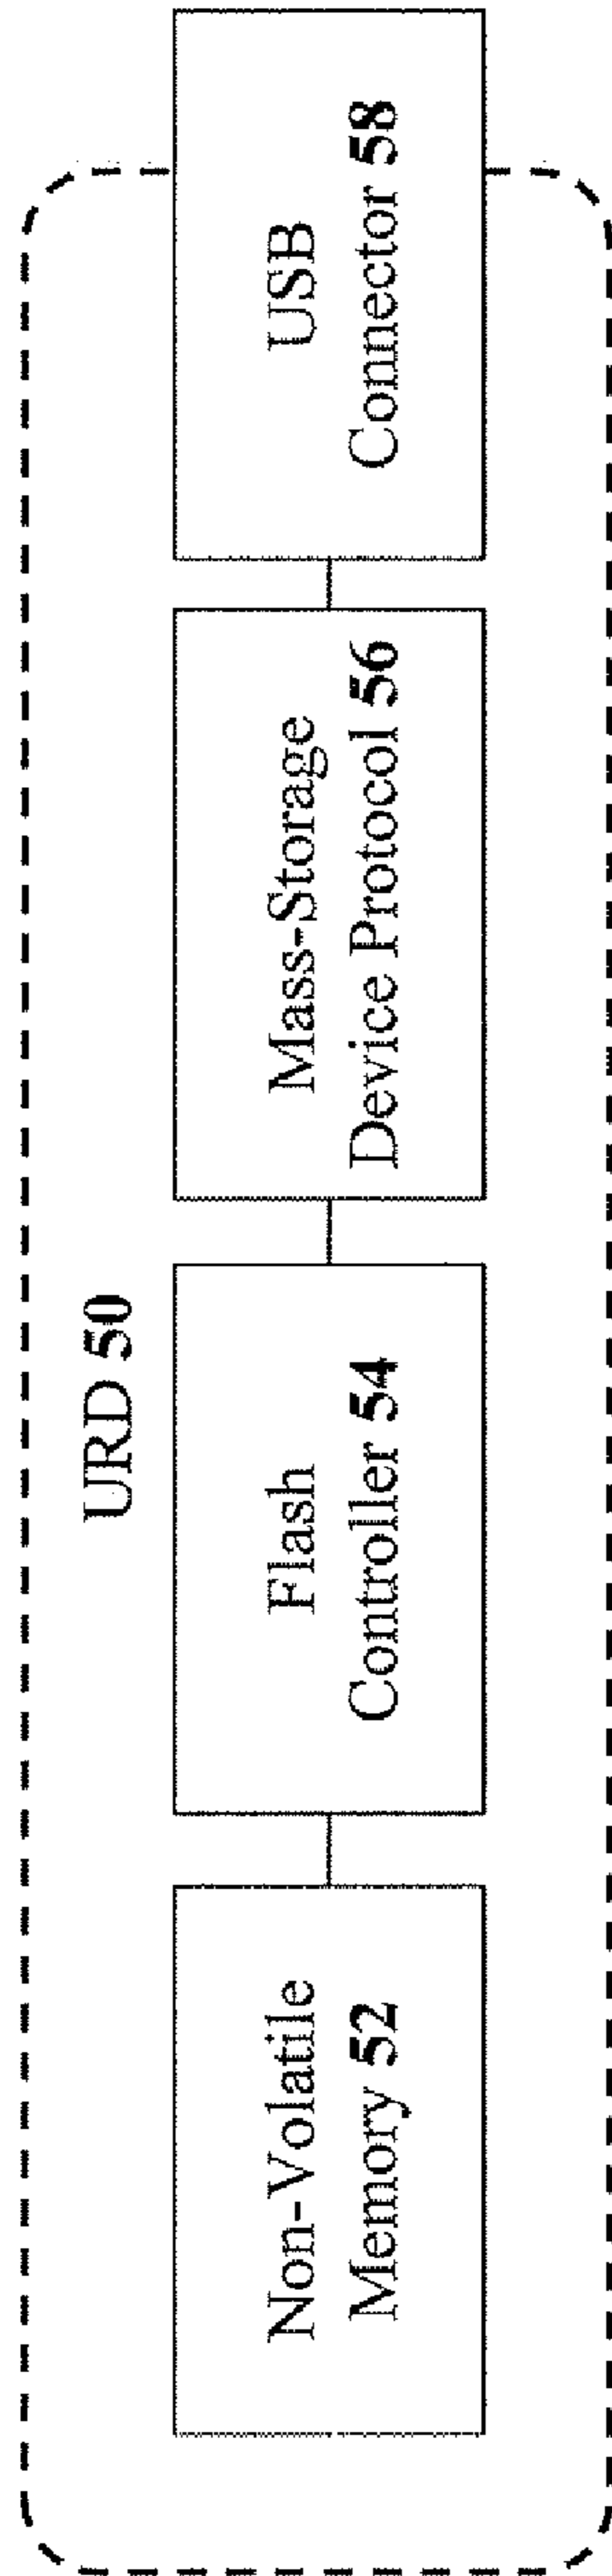 URD 50
Non-Volatile
Memory 52
Flash
Controller 54
Mass-Storage
Device Protocol 56
USB
Connector 58